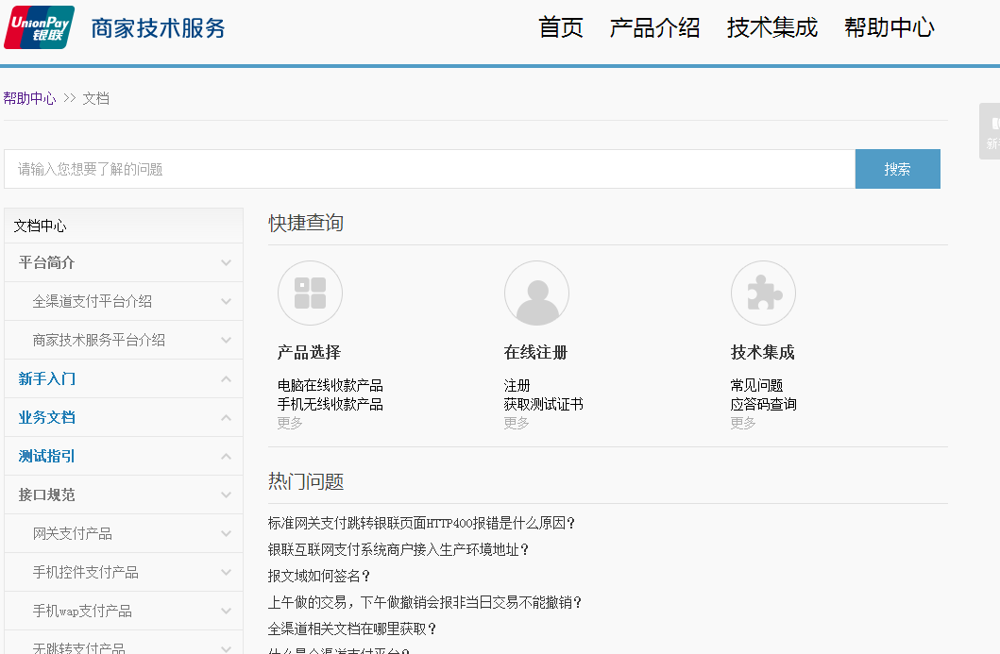 UnionPay
银联
商家技术服务
首页 产品介绍 技术集成 帮助中心
帮助中心 >> 文档
新
请输入您想要了解的问题
搜索
文档中心
平台简介
全渠道支付平台介绍
商家技术服务平台介绍
新手入门
业务文档
测试指引
接口规范
网关支付产品
手机控件支付产品
手机wap支付产品
无跳转支付产品
快捷查询
产品选择
电脑在线收款产品
手机无线收款产品
更多
在线注册
注册
获取测试证书
更多
技术集成
常见问题
应答码查询
更多
热门问题
标准网关支付跳转银联页面HTTP400报错是什么原因？
银联互联网支付系统商户接入生产环境地址？
报文域如何签名？
上午做的交易，下午做撤销会报非当日交易不能撤销？
全渠道相关文档在哪里获取？
什么是全渠道支付平台？